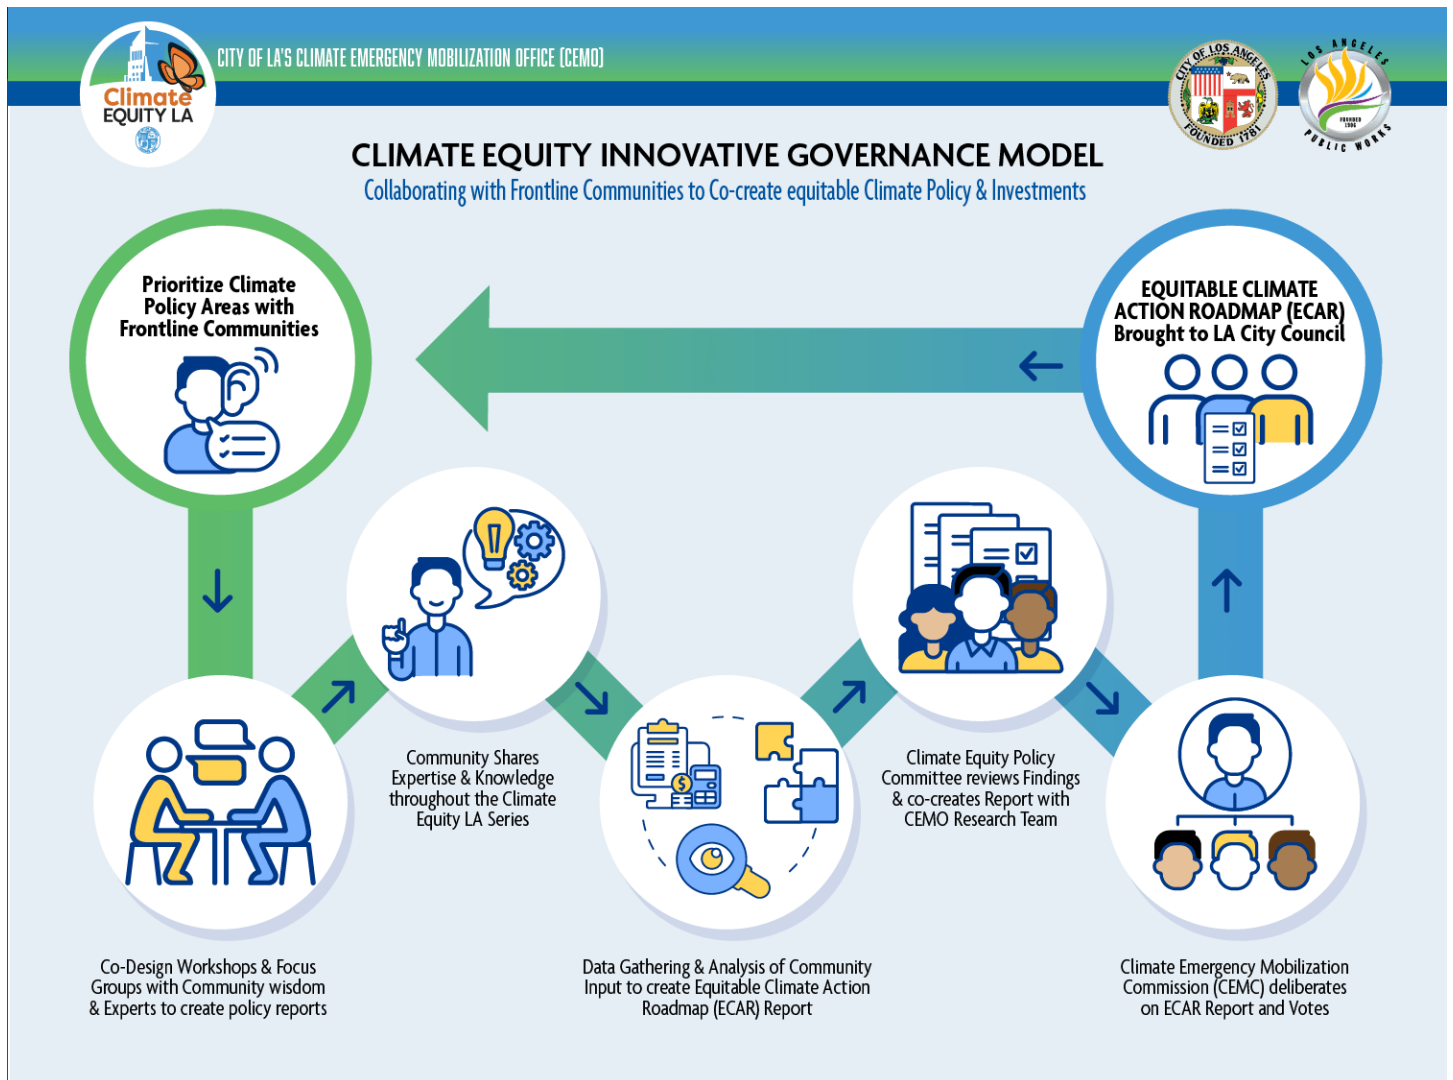 CITY OF LA'S CLIMATE EMERGENCY MOBILIZATION OFFICE (CEMO)
Climate
EQUITY LA
CITY OF LOS ANGELES
FOUNDED 1781
LOS ANGELES
FOUNDED
1906
PUBLIC WORKS
CLIMATE EQUITY INNOVATIVE GOVERNANCE MODEL
Collaborating with Frontline Communities to Co-create equitable Climate Policy & Investments
Prioritize Climate
Policy Areas with
Frontline Communities
EQUITABLE CLIMATE
ACTION ROADMAP (ECAR)
Brought to LA City Council
Co-Design Workshops & Focus
Groups with Community wisdom
& Experts to create policy reports
Community Shares
Expertise & Knowledge
throughout the Climate
Equity LA Series
$
Data Gathering & Analysis of Community
Input to create Equitable Climate Action
Roadmap (ECAR) Report
Climate Equity Policy
Committee reviews Findings
& co-creates Report with
CEMO Research Team
Climate Emergency Mobilization
Commission (CEMC) deliberates
on ECAR Report and Votes